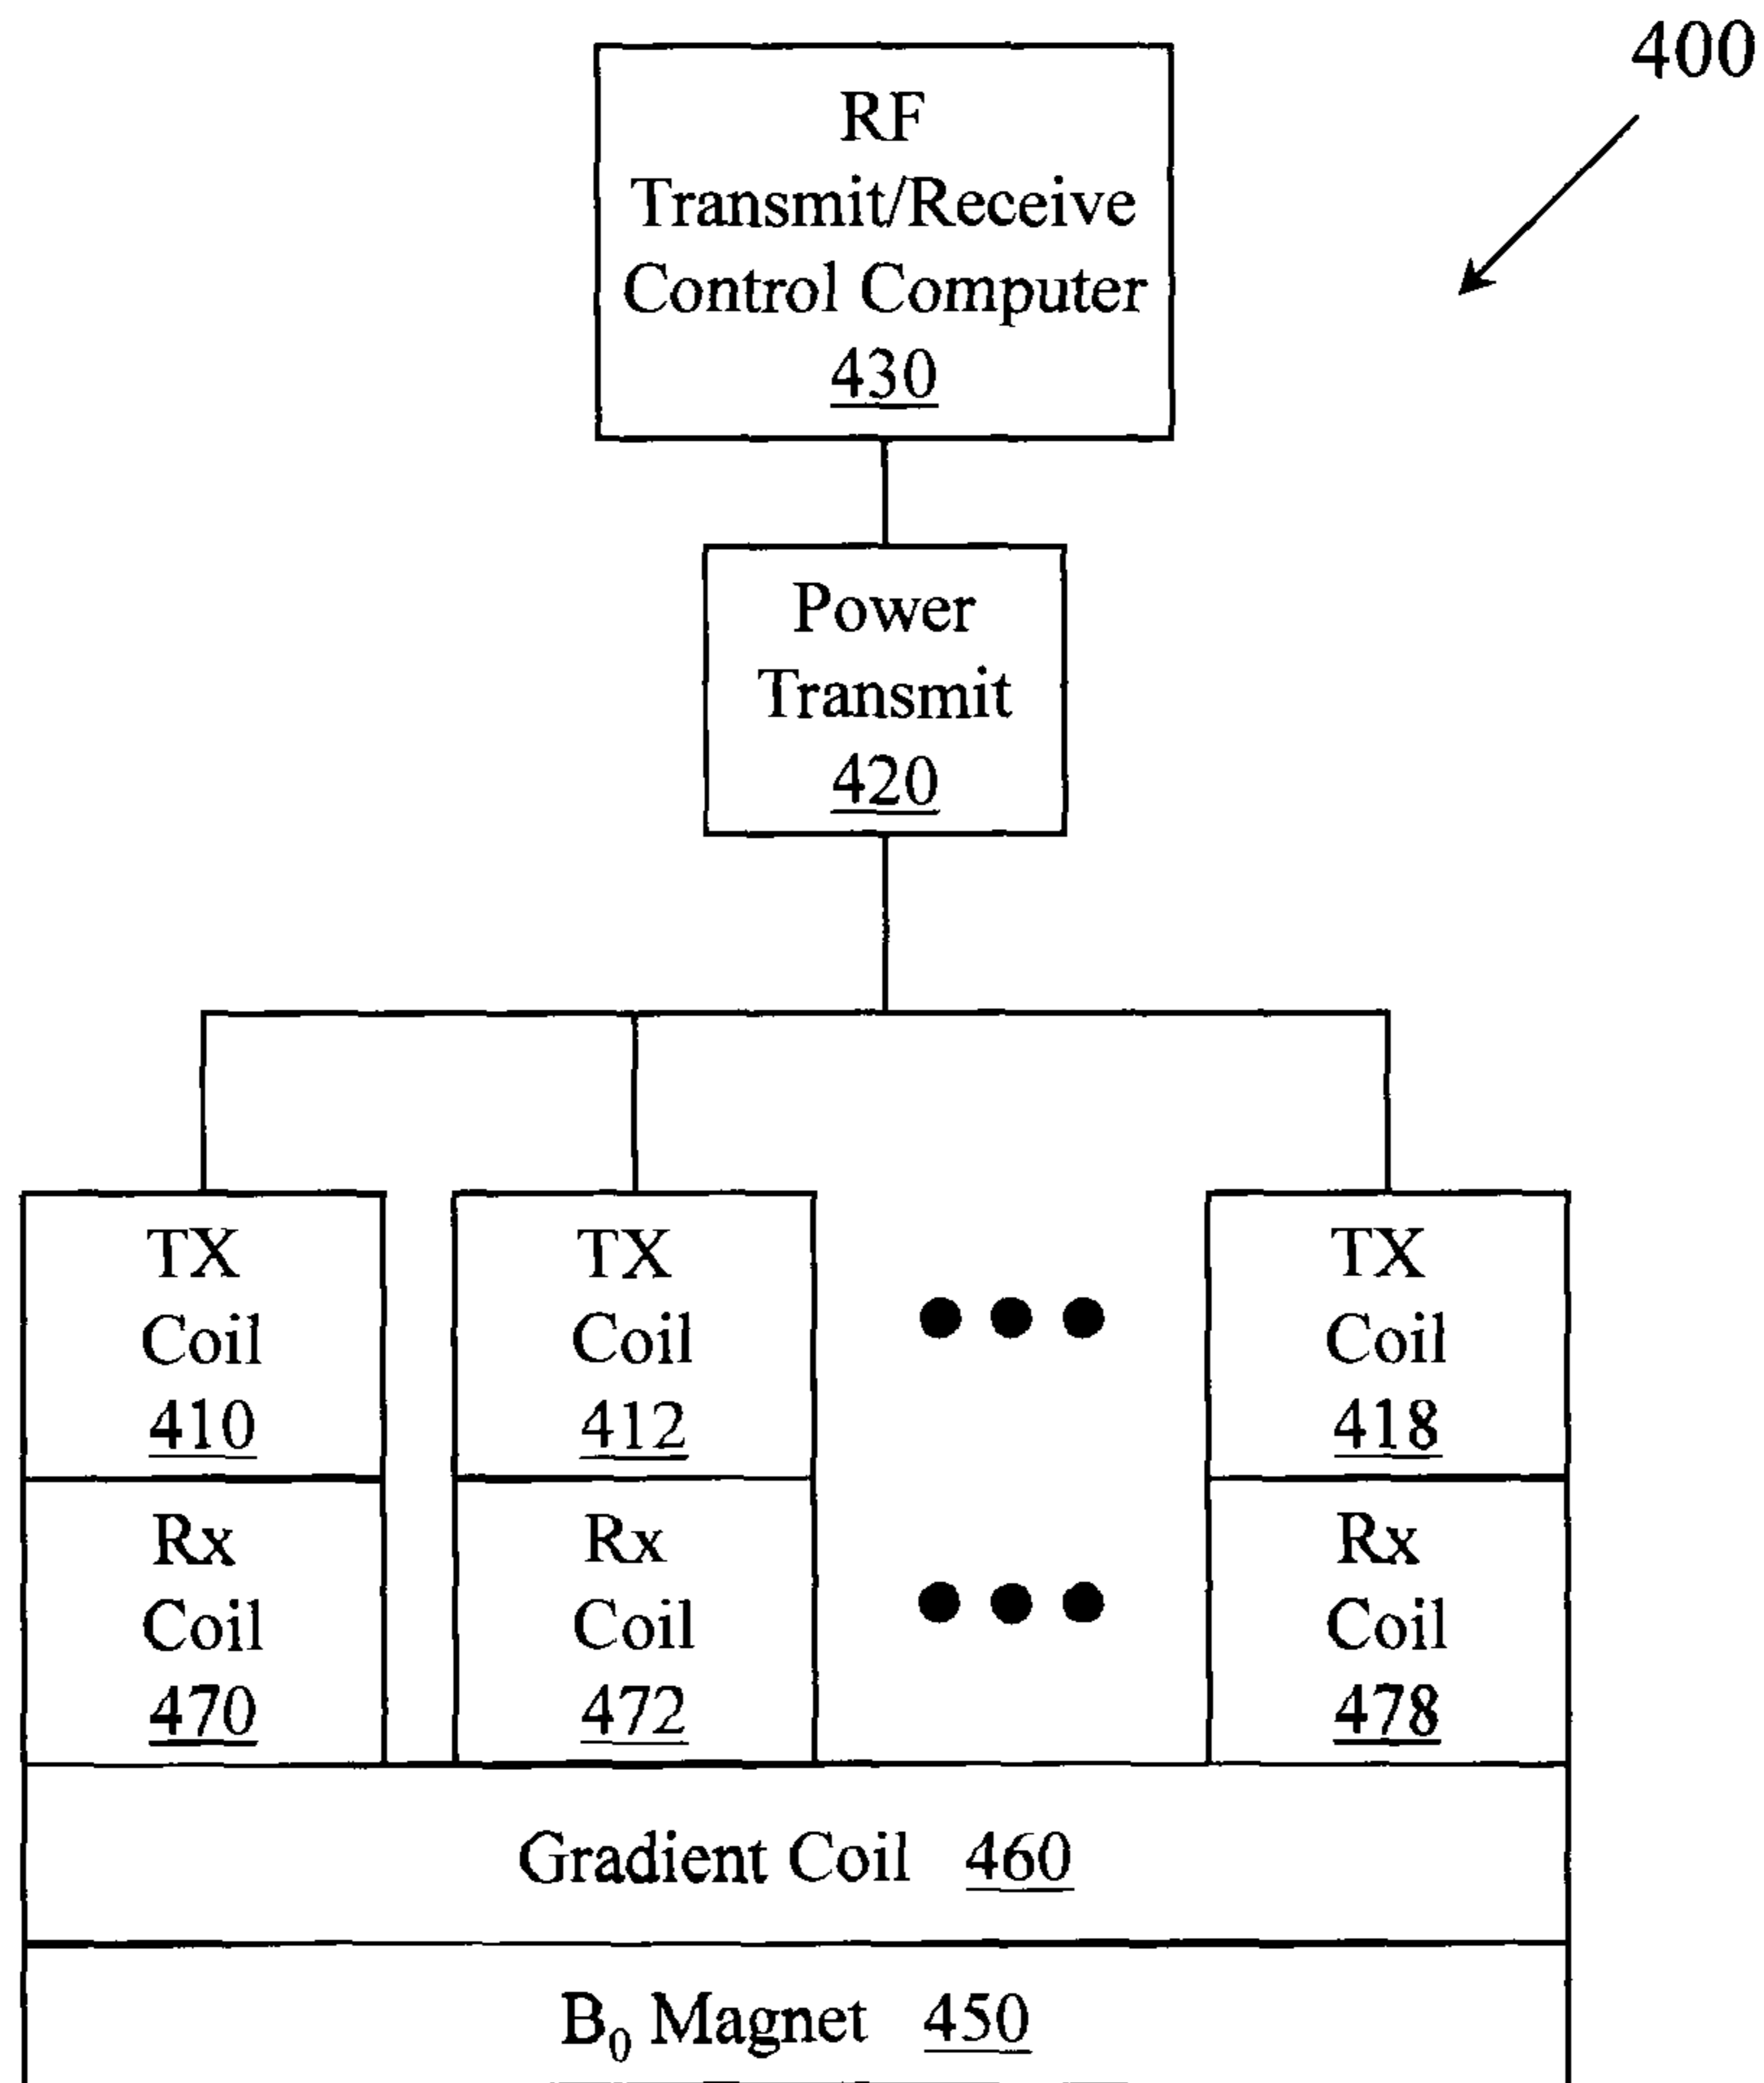 400
RF
Transmit/Receive
Control Computer
430
Power
Transmit
420
TX
Coil
410
TX
Coil
412
TX
Coil
418
Rx
Coil
470
Rx
Coil
472
Rx
Coil
478
Gradient Coil 460
B₀ Magnet 450